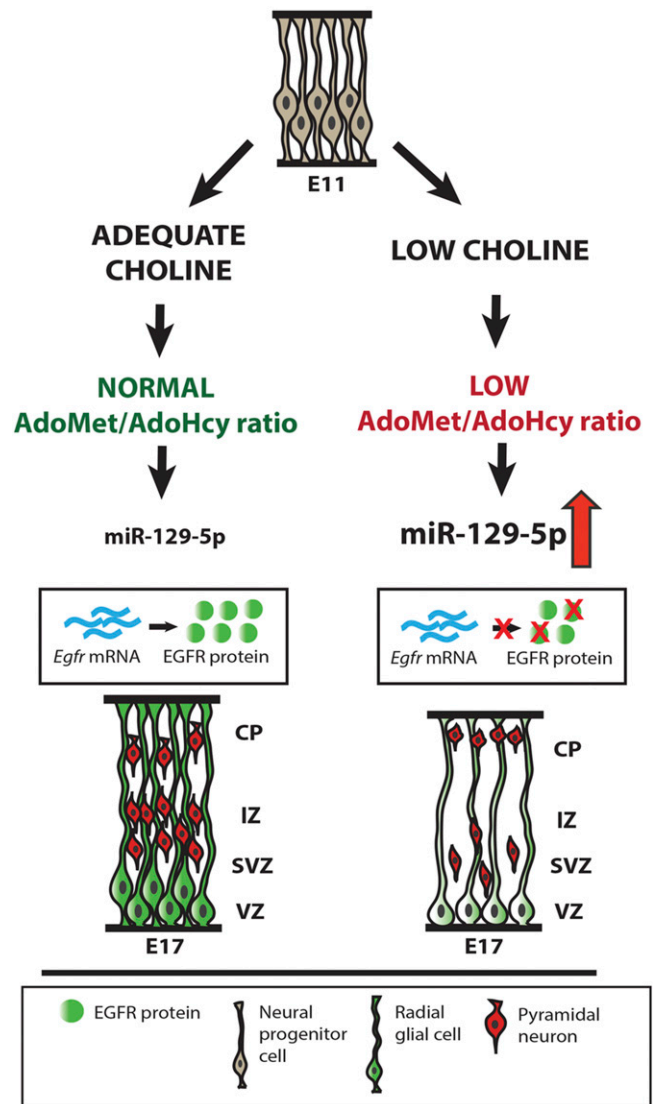 E11
ADEQUATE
CHOLINE
NORMAL
AdoMet/AdoHcy ratio
miR-129-5p
Egfr mRNA
EGFR protein
CP
IZ
SVZ
VZ
E17
LOW CHOLINE
LOW
AdoMet/AdoHcy ratio
miR-129-5p
X
X
X
Egfr mRNA
EGFR protein
CP
IZ
SVZ
VZ
E17
EGFR protein
Neural
progenitor
cell
Radial
glial cell
Pyramidal
neuron